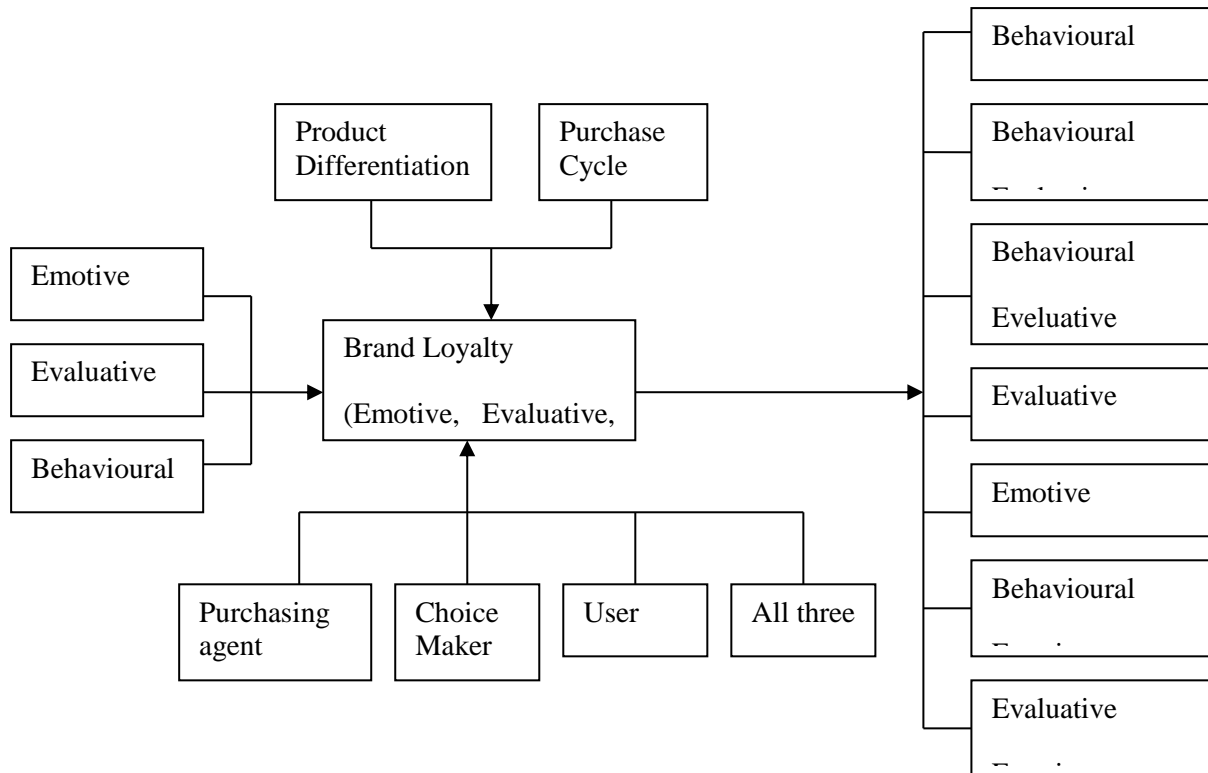 Behavioural
Product
Differentiation
Purchase
Cycle
Behavioural
Behavioural
Eveluative
Emotive
Evaluative
Behavioural
Brand Loyalty
(Emotive, Evaluative,
Evaluative
Emotive
Behavioural
Purchasing
agent
Choice
Maker
User
All three
Evaluative